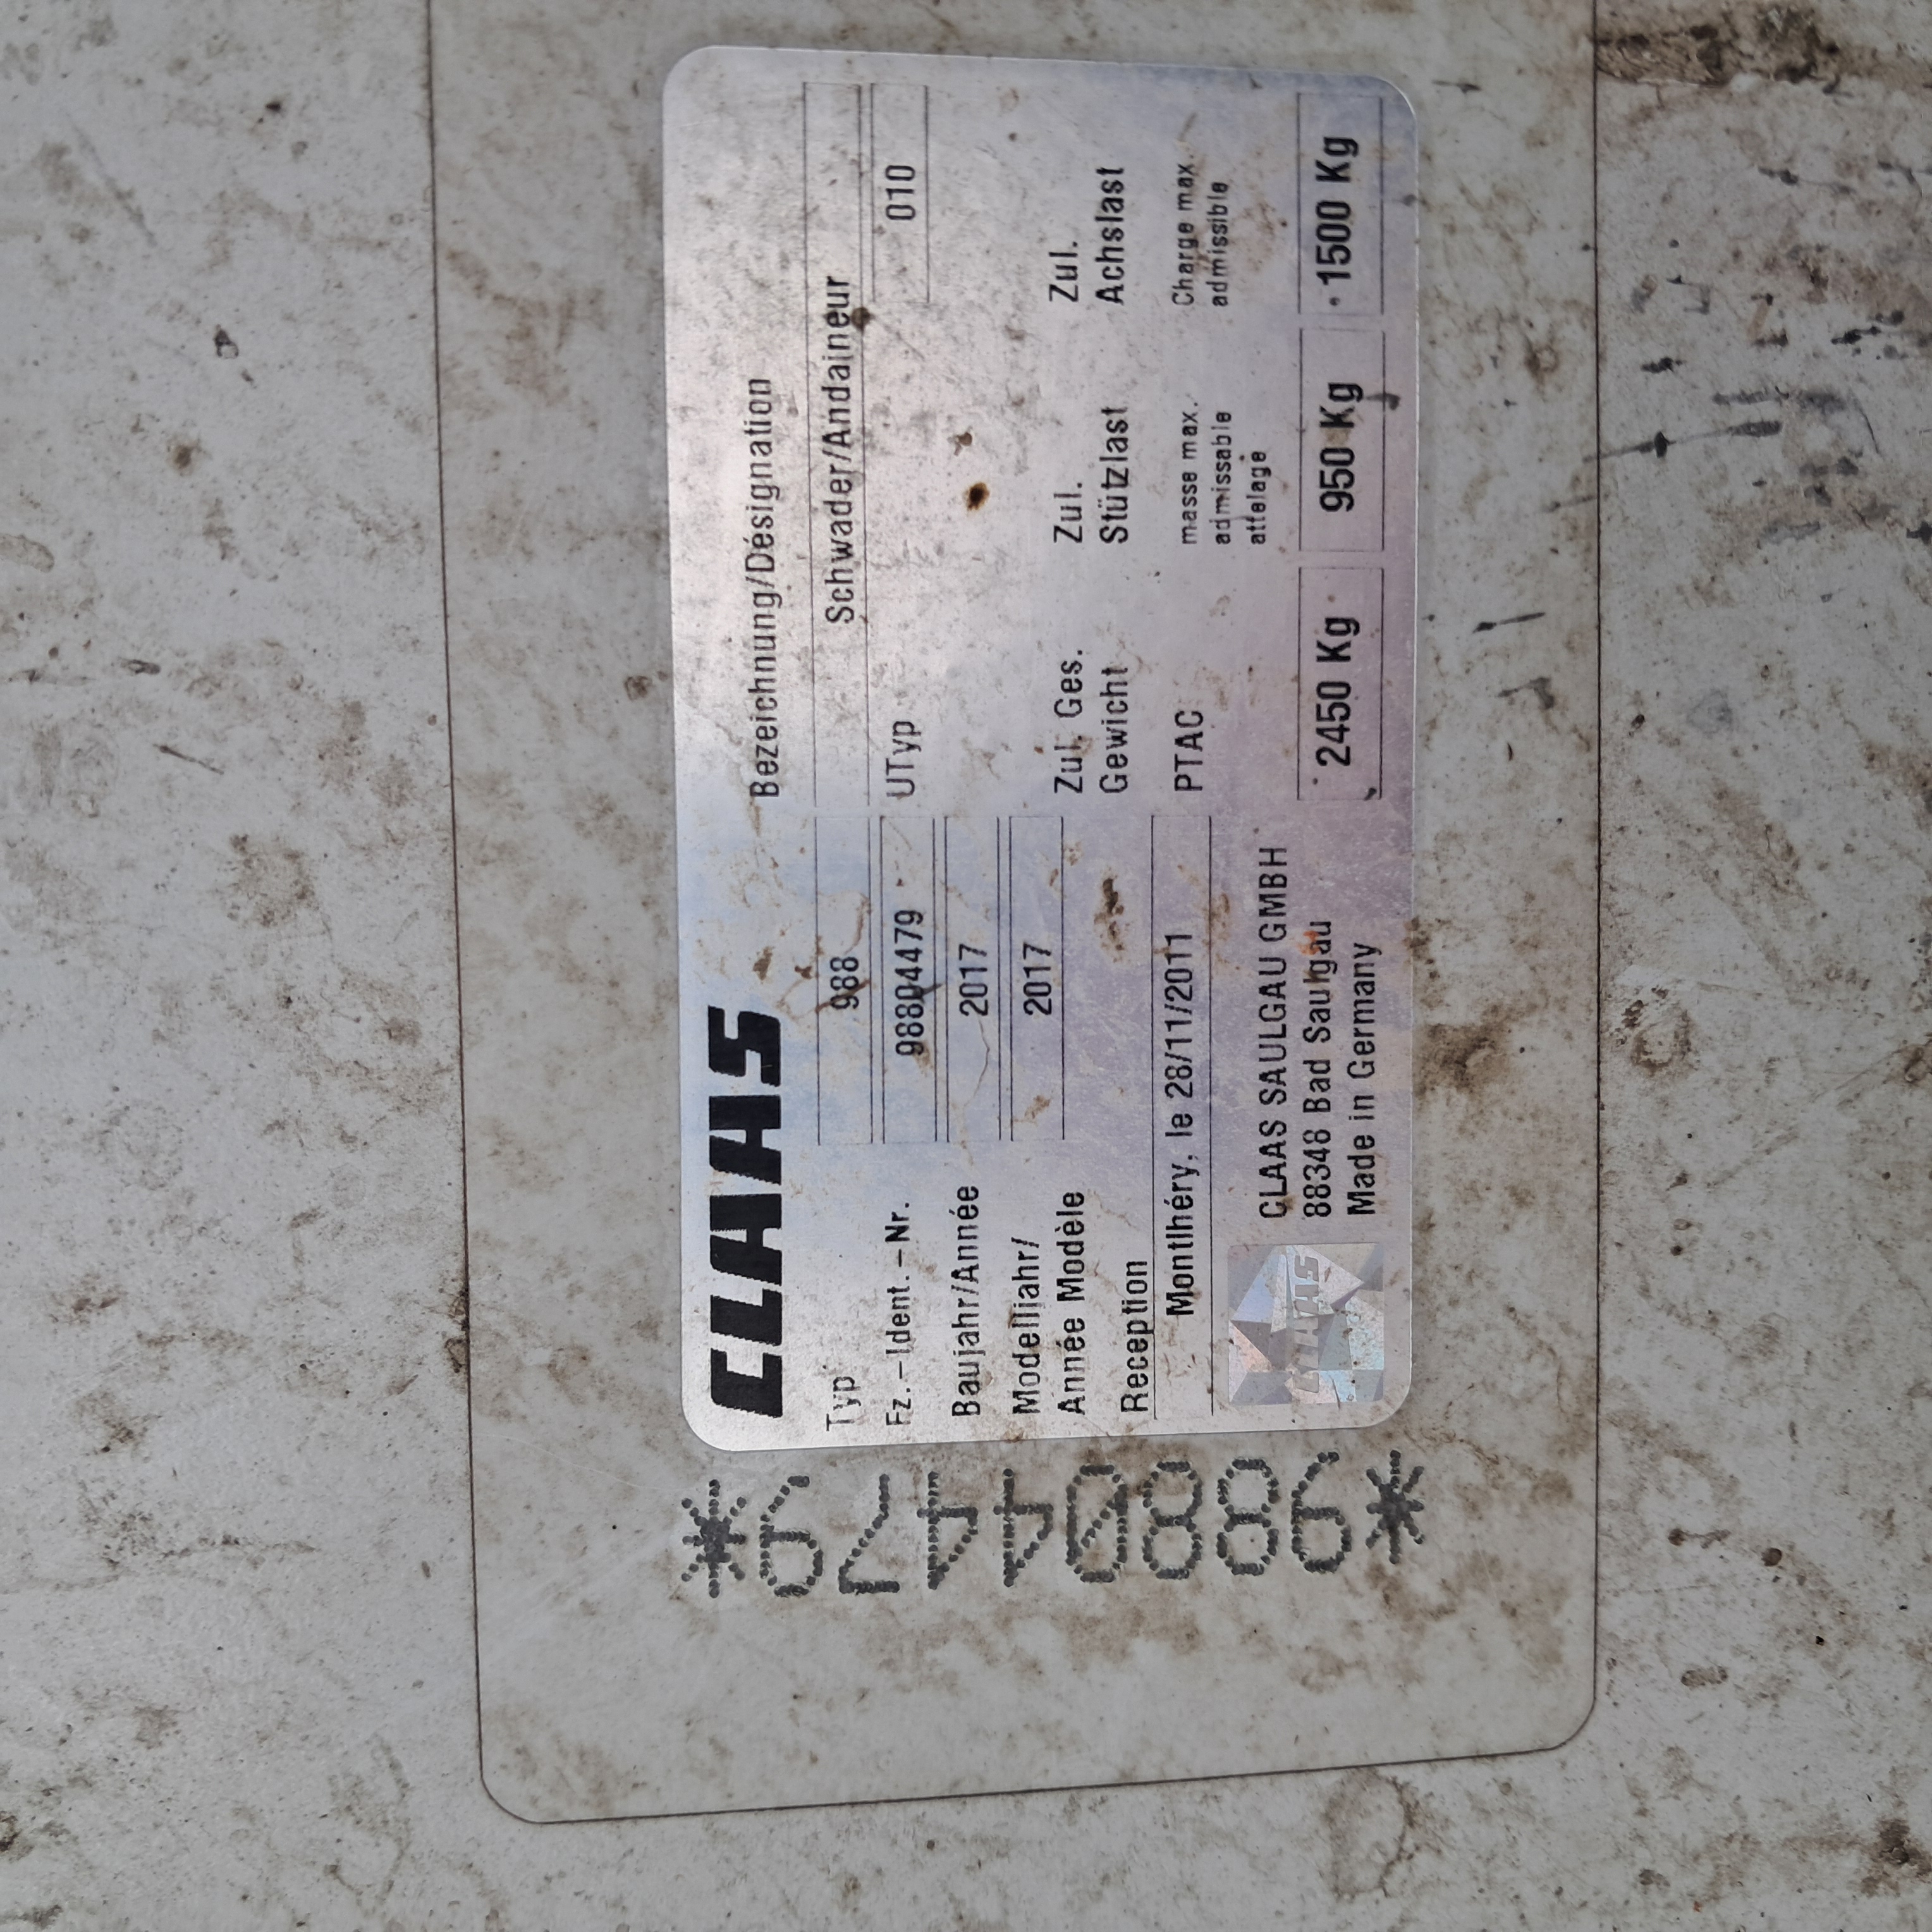 CLAAS
Bezeichnung/Désignation
Typ 988 Schwader/Andaineur
Fz.-Ident.-Nr. 98804479 UTyp 010
Baujahr/Année 2017
Modelljahr/
Année Modèle 2017
Reception
Montlhéry, le 28/11/2011
Zul. Ges.
Gewicht
PTAC
2450 Kg
Zul.
Stützlast
masse max.
admissable
attelage
950 Kg
Zul.
Achslast
Charge max.
admissible
1500 Kg
CLAAS
CLAAS SAULGAU GMBH
88348 Bad Saulgau
Made in Germany
*98804479*